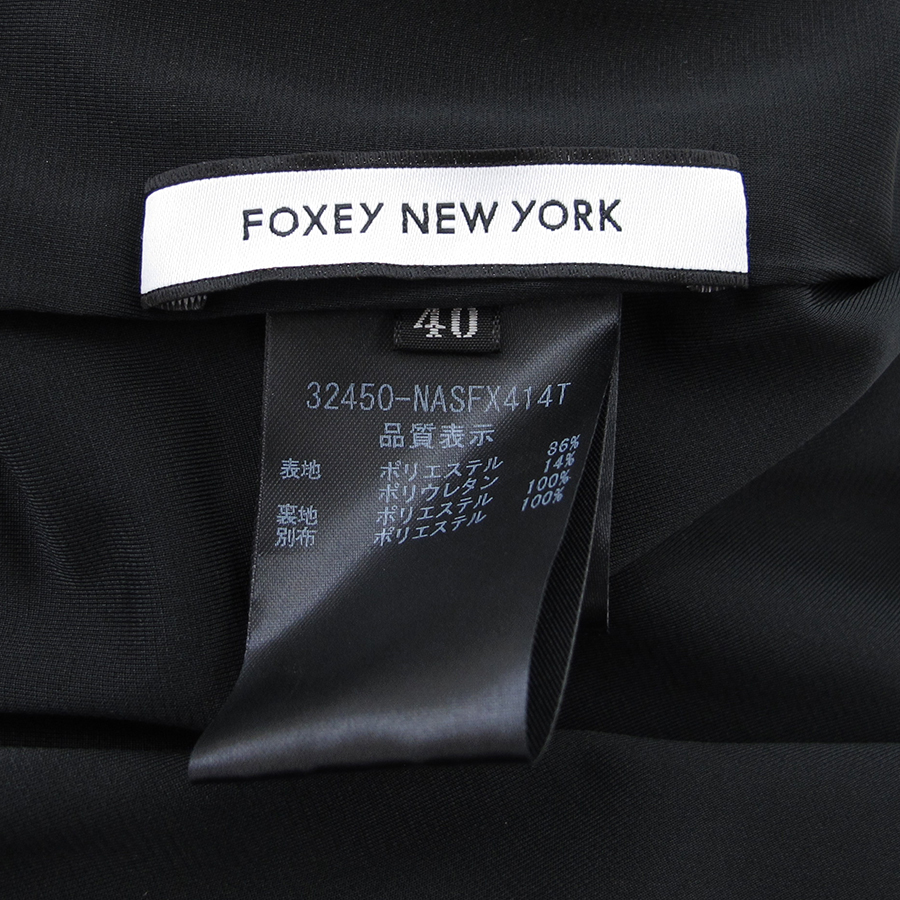 FOXEY NEW YORK
40
32450-NASFX414T
品質表示
表地 ポリエステル 86%
ポリウレタン 14%
裏地 ポリエステル 100%
別布 ポリエステル 100%